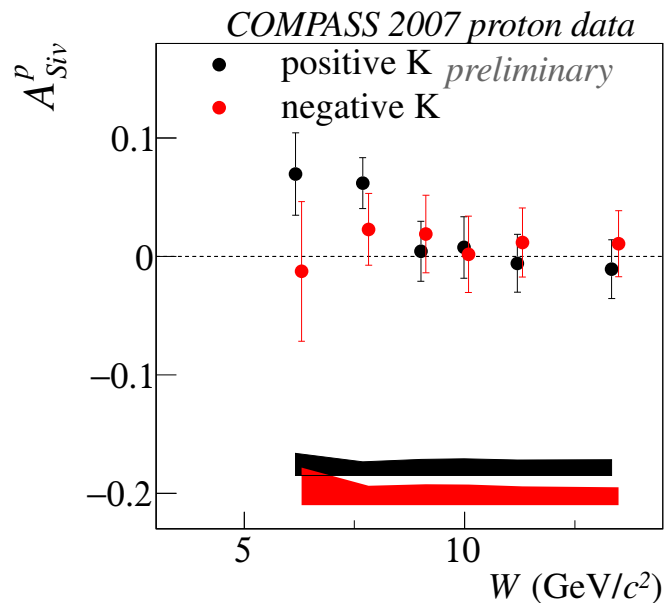 COMPASS 2007 proton data
positive K
preliminary
negative K
A^p_Siv
0.1
0
−0.1
−0.2
5
10
W (GeV/c²)